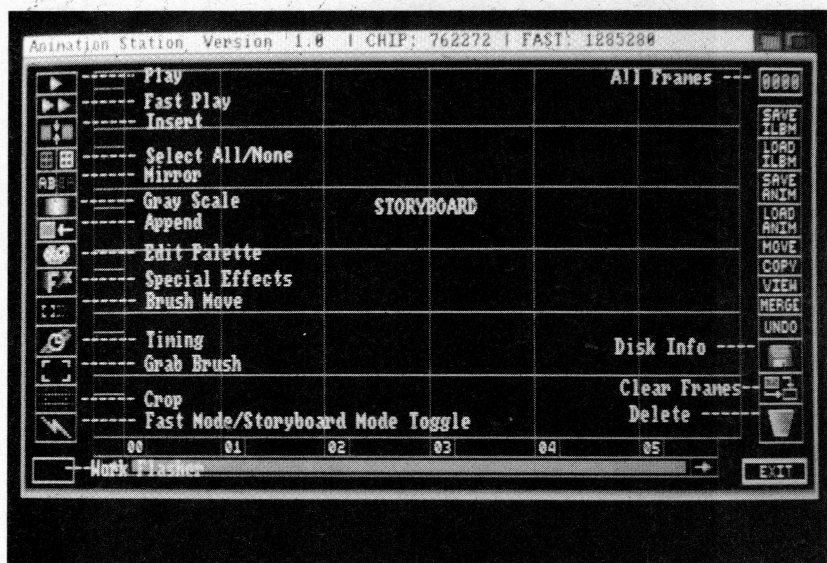 Animation Station Version 1.0 | CHIP: 762272 | FAST: 1285280
Play
All Frames
0000
Fast Play
Insert
SAVE
ILBM
LOAD
ILBM
Select All/None
Mirror
AB
SAVE
ANIM
Gray Scale
STORYBOARD
Append
LOAD
ANIM
MOVE
Edit Palette
COPY
FX
Special Effects
VIEW
Brush Move
MERGE
UNDO
Timing
Disk Info
Grab Brush
Clear Frames
Crop
Delete
Fast Mode/Storyboard Mode Toggle
00 01 02 03 04 05
Work Flasher
EXIT